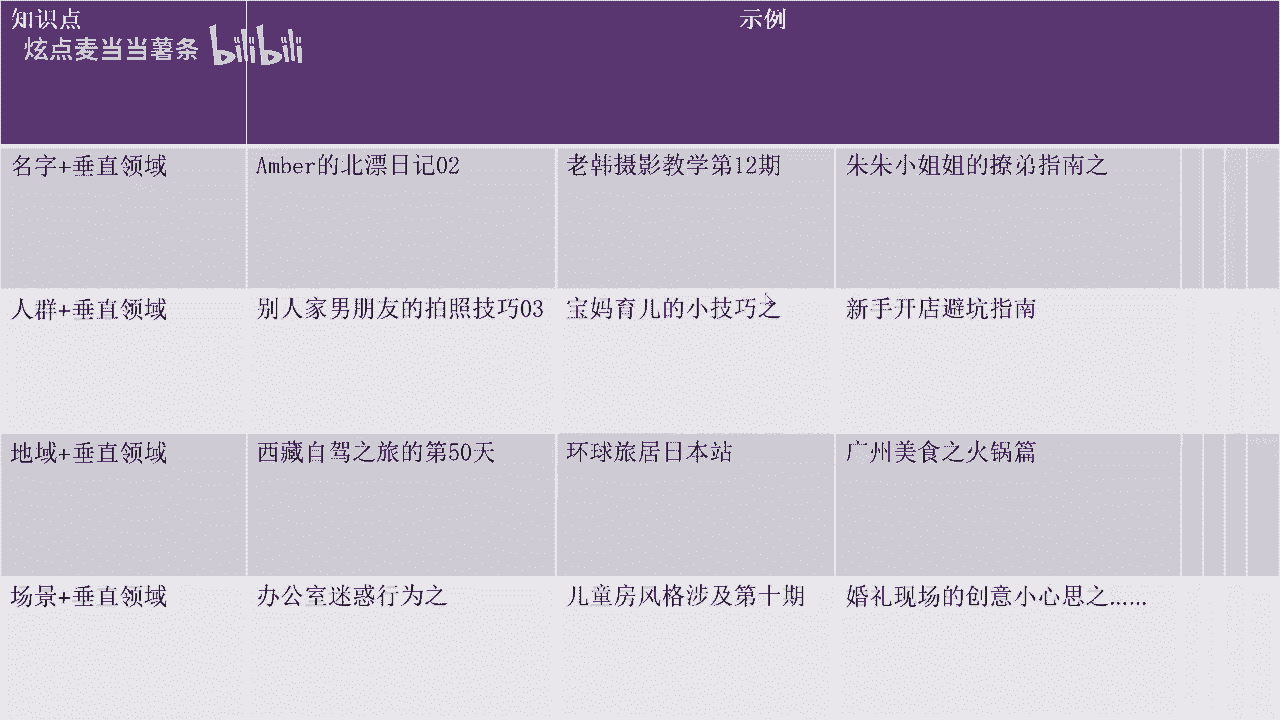 知识点
示例
炫点麦当当薯条 bilibili
名字+垂直领域
Amber的北漂日记02
老韩摄影教学第12期
朱朱小姐姐的撩弟指南之
人群+垂直领域
别人家男朋友的拍照技巧03
宝妈育儿的小技巧之
新手开店避坑指南
地域+垂直领域
西藏自驾之旅的第50天
环球旅居日本站
广州美食之火锅篇
场景+垂直领域
办公室迷惑行为之
儿童房风格涉及第十期
婚礼现场的创意小心思之......